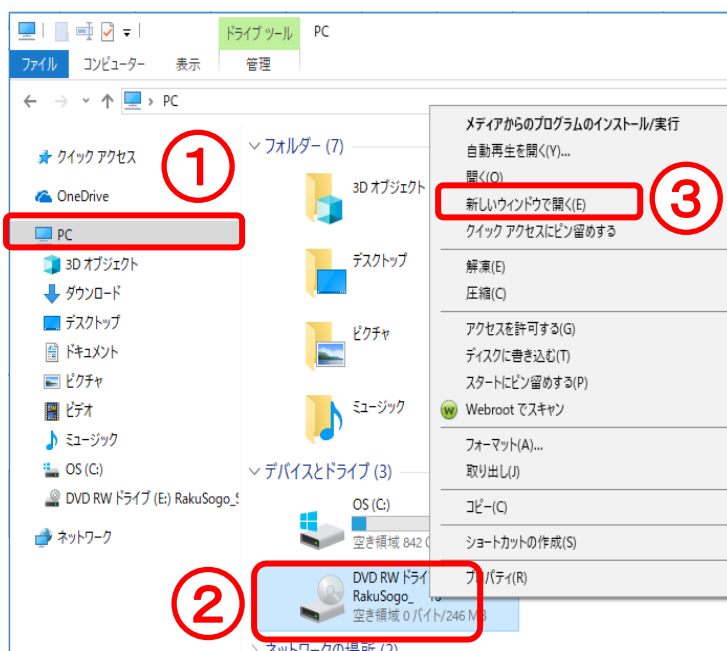 ドライブ ツール PC
ファイル コンピューター 表示 管理
PC
クイック アクセス
OneDrive
PC
3D オブジェクト
ダウンロード
デスクトップ
ドキュメント
ピクチャ
ビデオ
ミュージック
OS (C:)
DVD RW ドライブ (E:) RakuSogo_
ネットワーク
①
フォルダー (7)
3D オブジェクト
デスクトップ
ピクチャ
ミュージック
デバイスとドライブ (3)
OS (C:)
空き領域 842
②
DVD RW ドライ
RakuSogo_
空き領域 0 バイト/246 MB
ネットワークの場所 (2)
メディアからのプログラムのインストール/実行
自動再生を開く(Y)...
開く(O)
新しいウィンドウで開く(E)
③
クイック アクセスにピン留めする
解凍(E)
圧縮(C)
アクセスを許可する(G)
ディスクに書き込む(T)
スタートにピン留めする(P)
Webroot でスキャン
フォーマット(A)...
取り出し(J)
コピー(C)
ショートカットの作成(S)
プロパティ(R)